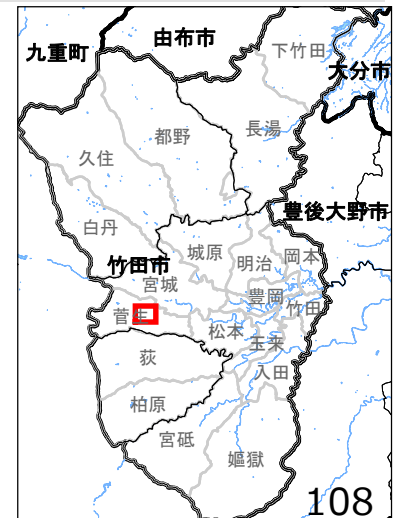 由布市
九重町
下竹田
大分市
都野
長湯
久住
豊後大野市
白丹
城原
明治
岡本
竹田市
宮城
豊岡
竹田
菅生
松本
玉来
荻
入田
柏原
宮砥
嫗獄
108